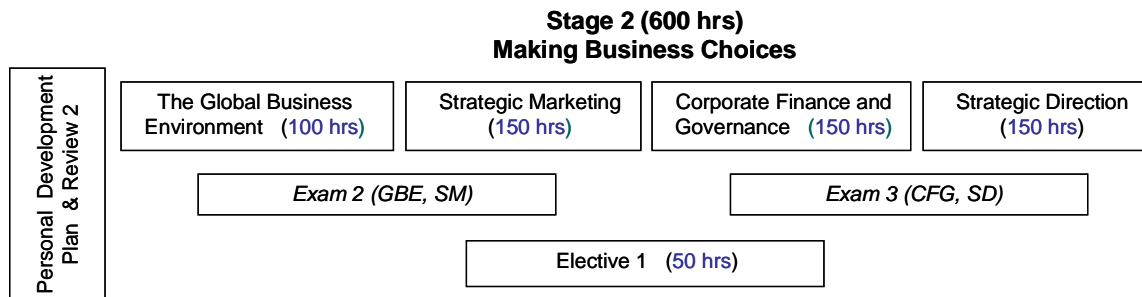 Stage 2 (600 hrs)
Making Business Choices
Personal Development
Plan & Review 2
The Global Business
Environment (100 hrs)
Strategic Marketing
(150 hrs)
Corporate Finance and
Governance (150 hrs)
Strategic Direction
(150 hrs)
Exam 2 (GBE, SM)
Exam 3 (CFG, SD)
Elective 1 (50 hrs)